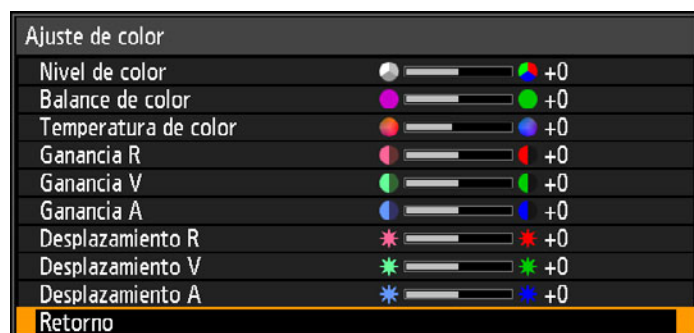 Ajuste de color
Nivel de color +0
Balance de color +0
Temperatura de color +0
Ganancia R +0
Ganancia V +0
Ganancia A +0
Desplazamiento R +0
Desplazamiento V +0
Desplazamiento A +0
Retorno